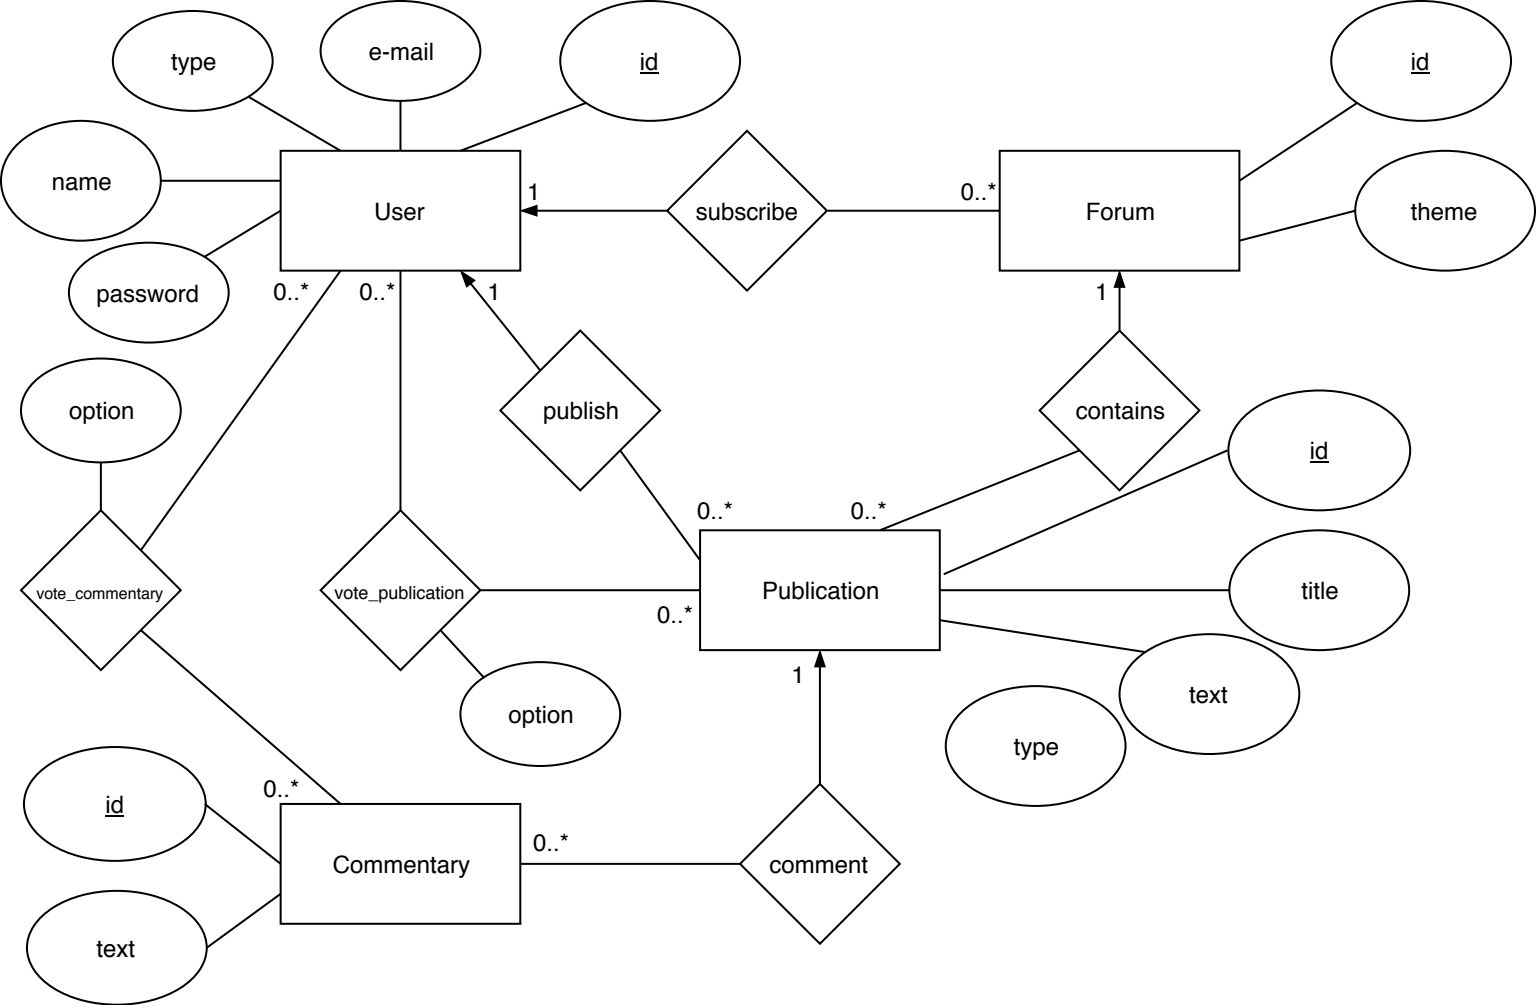 e-mail
type
id
id
name
User
1
subscribe
0..*
Forum
theme
password
0..*
0..*
1
1
option
publish
contains
id
0..*
0..*
vote_commentary
vote_publication
Publication
title
0..*
1
text
option
type
0..*
id
0..*
Commentary
comment
text